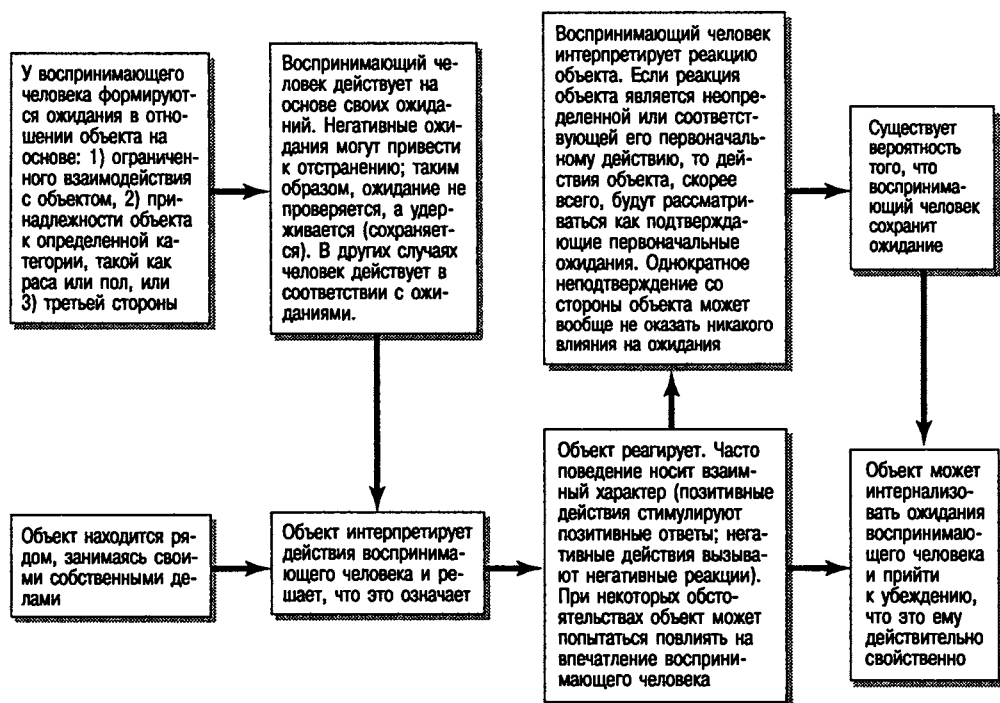 У воспринимающего
человека формируют-
ся ожидания в отно-
шении объекта на
основе: 1) ограничен-
ного взаимодействия
с объектом, 2) при-
надлежности объекта
к определенной ка-
тегории, такой как
раса или пол, или
3) третьей стороны
Воспринимающий че-
ловек действует на
основе своих ожида-
ний. Негативные ожи-
дания могут привести
к отстранению; таким
образом, ожидание не
проверяется, а удер-
живается (сохраняет-
ся). В других случаях
человек действует в
соответствии с ожи-
даниями.
Воспринимающий человек
интерпретирует реакцию
объекта. Если реакция
объекта является неопре-
деленной или соответст-
вующей его первоначаль-
ному действию, то дей-
ствия объекта, скорее
всего, будут рассматри-
ваться как подтверждаю-
щие первоначальные
ожидания. Однократное
неподтверждение со
стороны объекта может
вообще не оказать никакого
влияния на ожидания
Существует
вероятность
того, что
воспринима-
ющий человек
сохранит
ожидание
Объект находится ря-
дом, занимаясь свои-
ми собственными де-
лами
Объект интерпретирует
действия воспринимаю-
щего человека и ре-
шает, что это означает
Объект реагирует. Часто
поведение носит взаим-
ный характер (позитивные
действия стимулируют
позитивные ответы; нега-
тивные действия вызыва-
ют негативные реакции).
При некоторых обсто-
ятельствах объект может
попытаться повлиять на
впечатление восприни-
мающего человека
Объект может
интернализо-
вать ожидания
воспринимаю-
щего человека
и прийти
к убеждению,
что это ему
действительно
свойственно